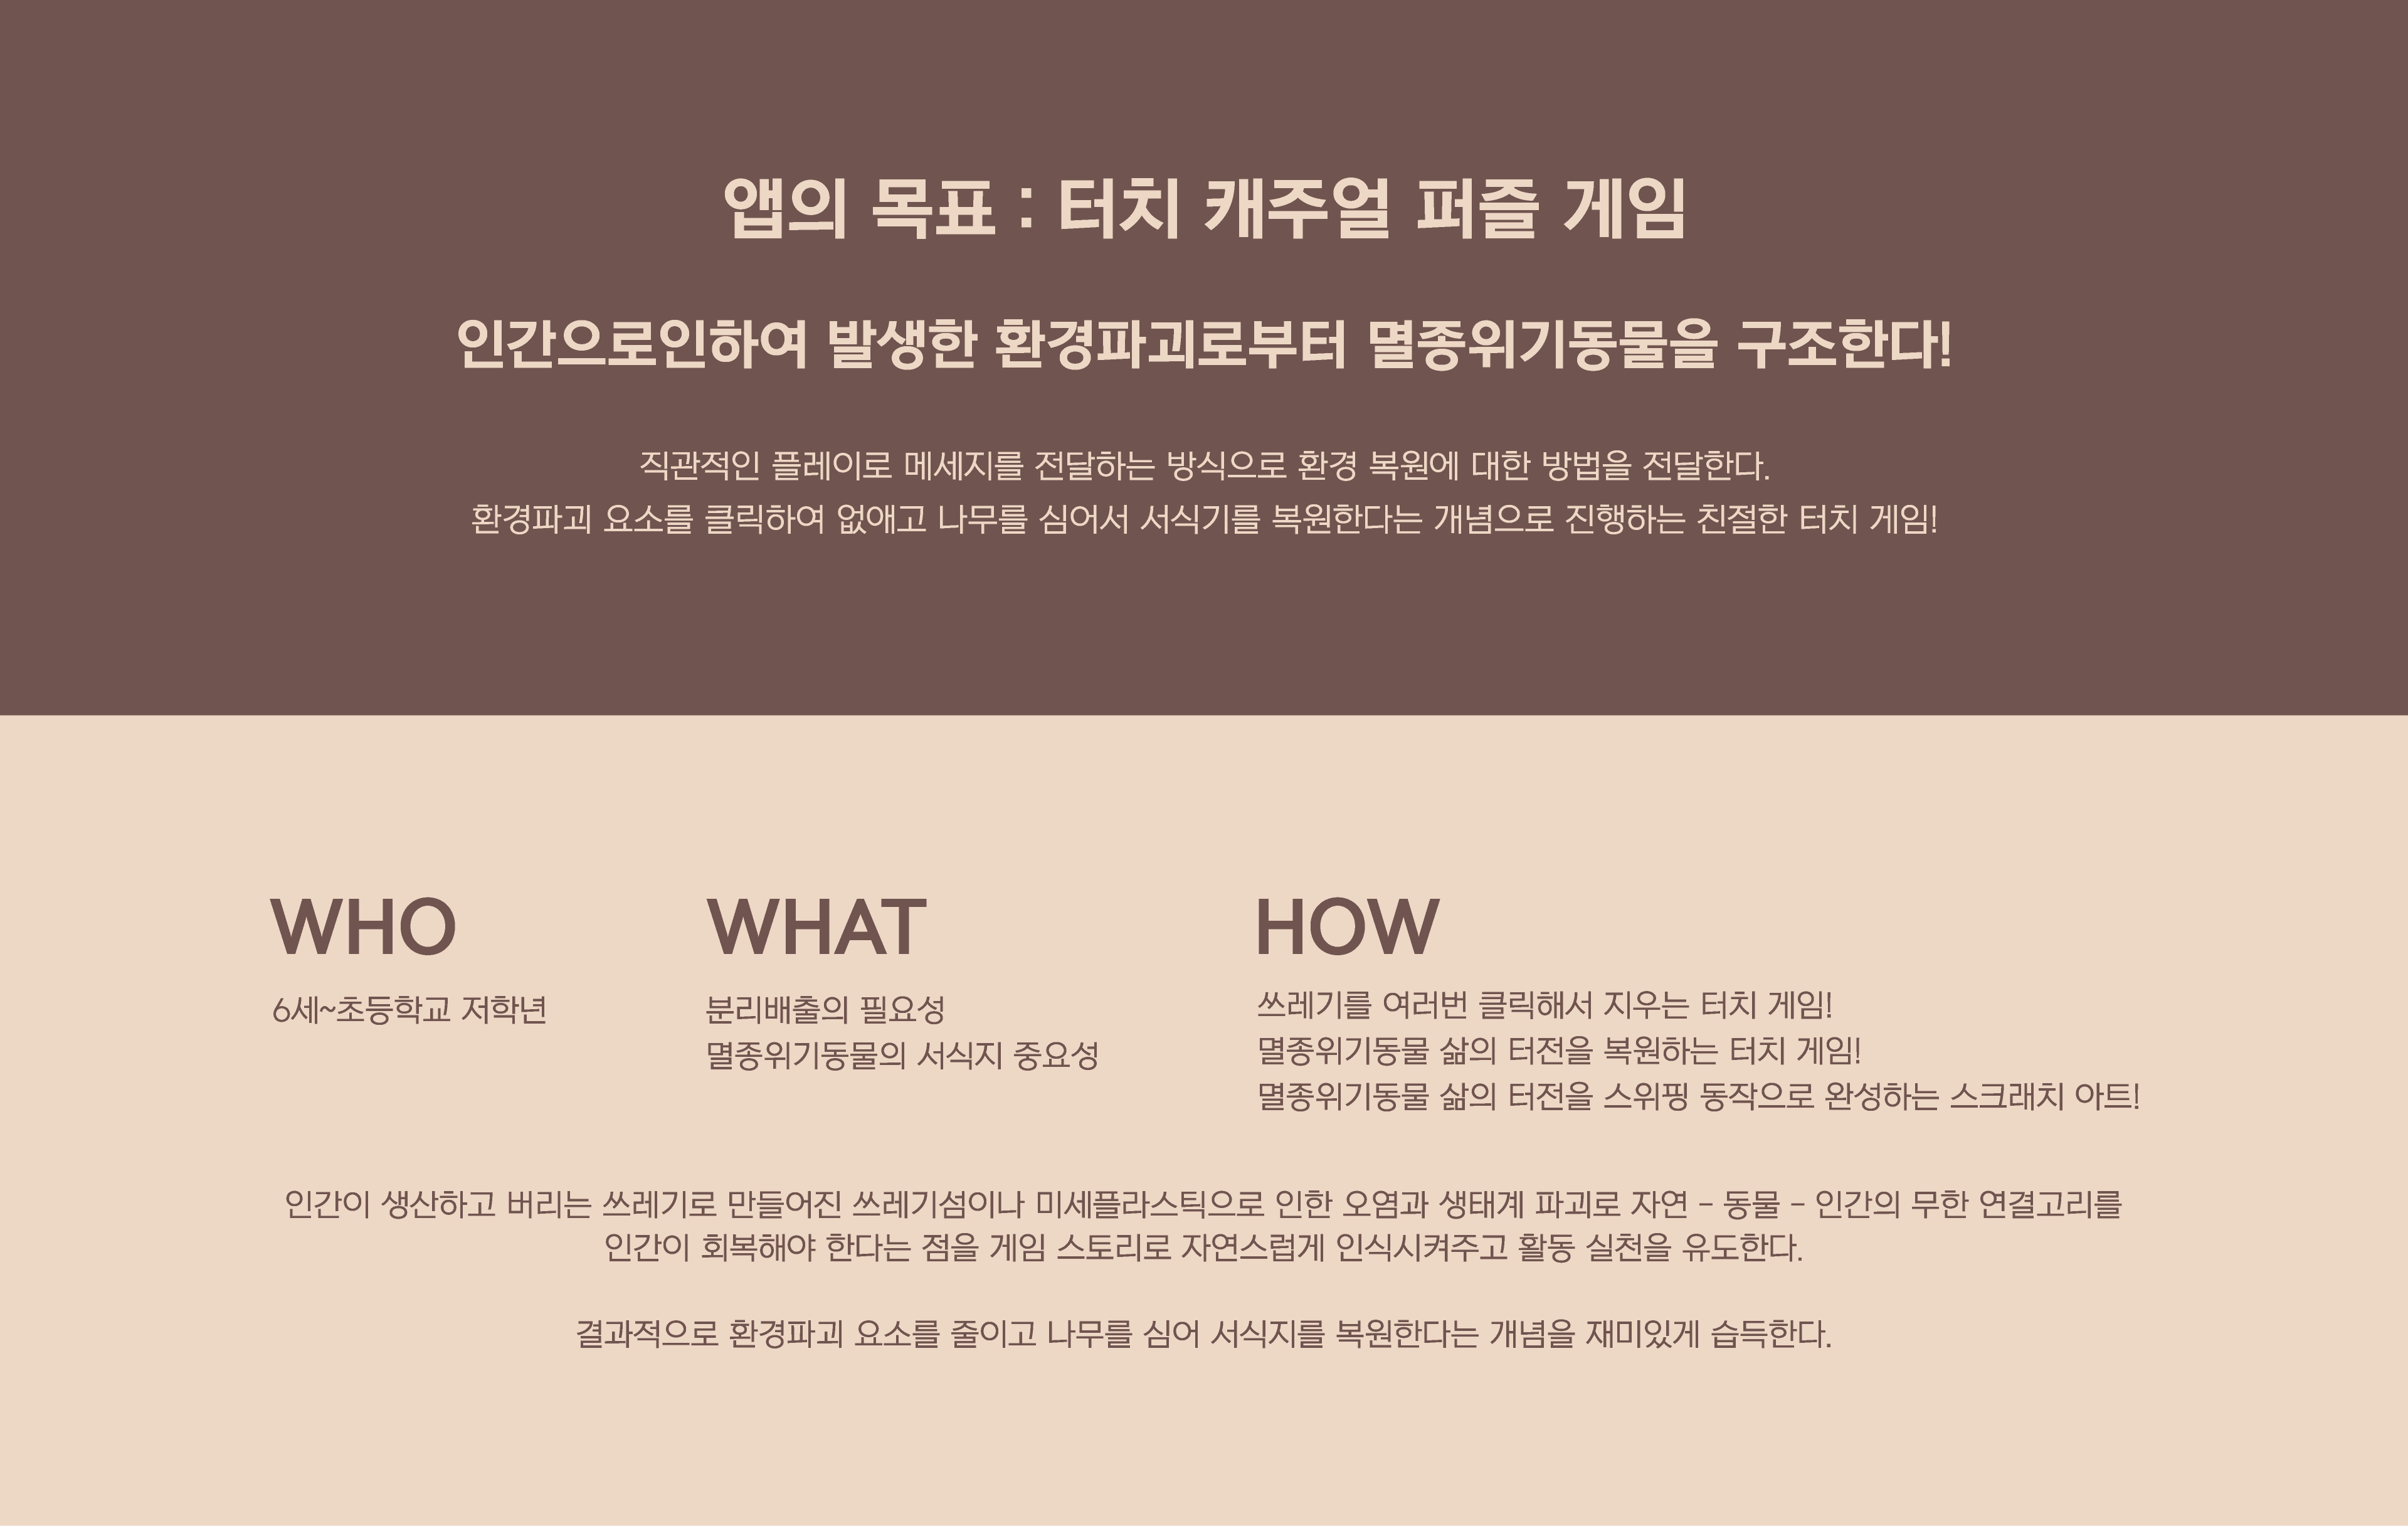 앱의 목표 : 터치 캐주얼 퍼즐 게임
인간으로인하여 발생한 환경파괴로부터 멸종위기동물을 구조한다!
직관적인 플레이로 메세지를 전달하는 방식으로 환경 복원에 대한 방법을 전달한다.
환경파괴 요소를 클릭하여 없애고 나무를 심어서 서식기를 복원한다는 개념으로 진행하는 친절한 터치 게임!
WHO
6세~초등학교 저학년
WHAT
분리배출의 필요성
멸종위기동물의 서식지 중요성
HOW
쓰레기를 여러번 클릭해서 지우는 터치 게임!
멸종위기동물 삶의 터전을 복원하는 터치 게임!
멸종위기동물 삶의 터전을 스위핑 동작으로 완성하는 스크래치 아트!
인간이 생산하고 버리는 쓰레기로 만들어진 쓰레기섬이나 미세플라스틱으로 인한 오염과 생태계 파괴로 자연 - 동물 - 인간의 무한 연결고리를
인간이 회복해야 한다는 점을 게임 스토리로 자연스럽게 인식시켜주고 활동 실천을 유도한다.
결과적으로 환경파괴 요소를 줄이고 나무를 심어 서식지를 복원한다는 개념을 재미있게 습득한다.